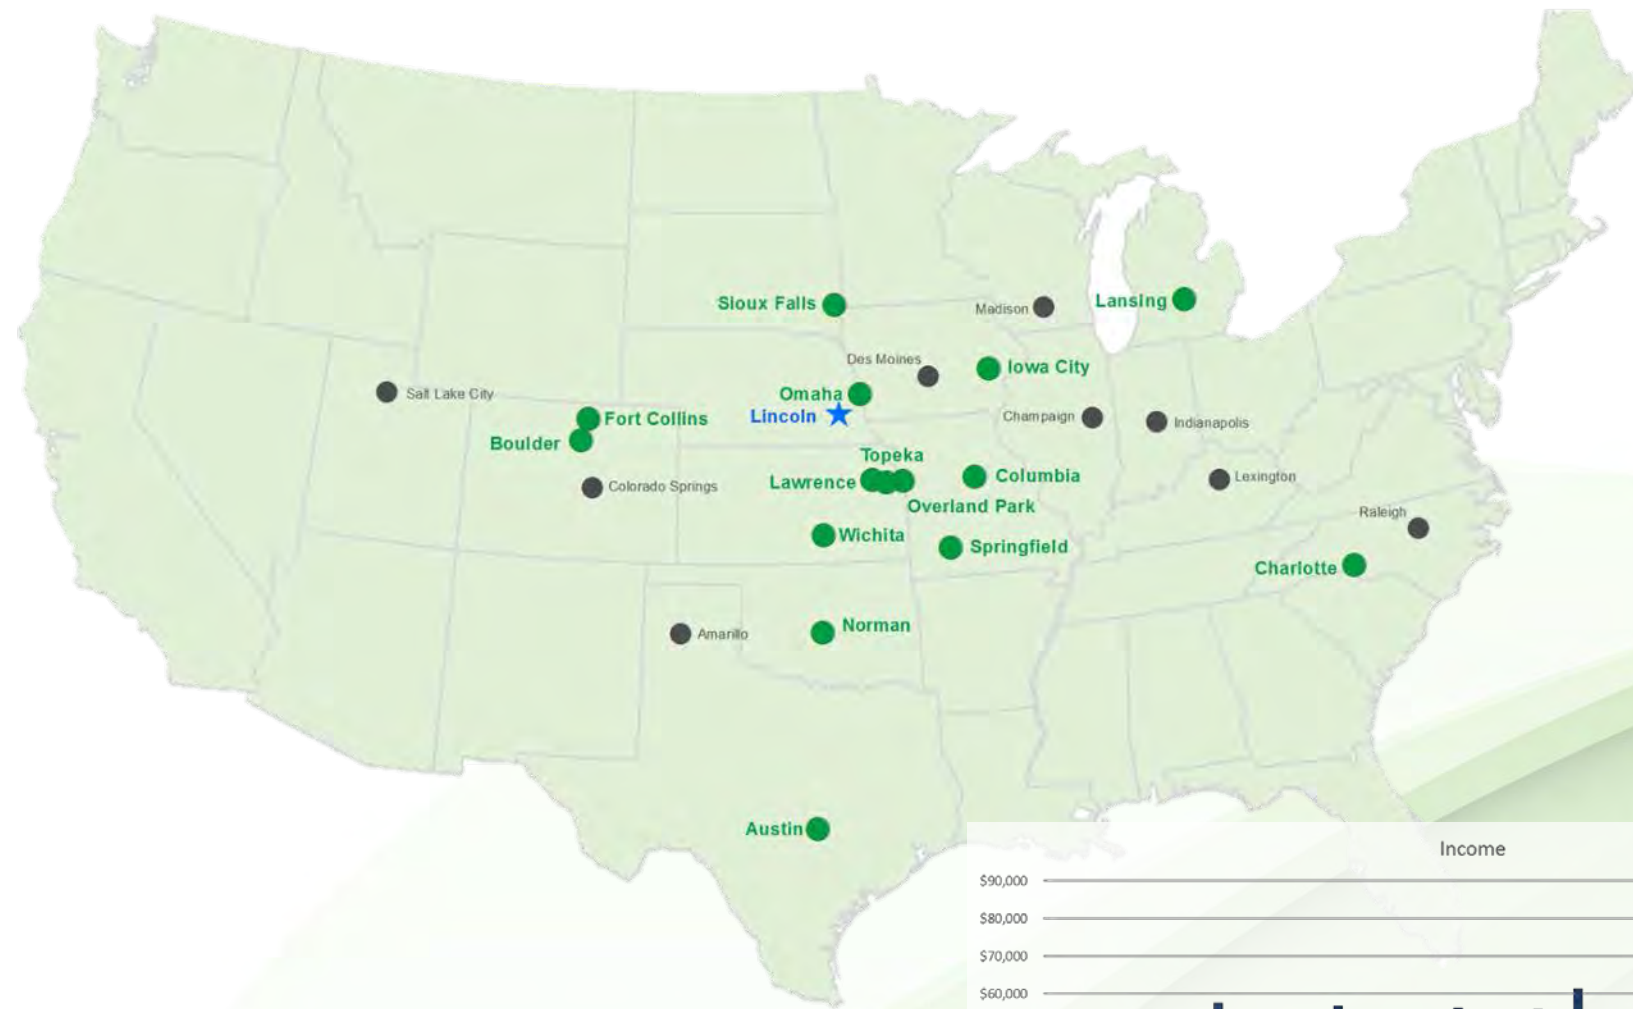 Sioux Falls
Madison
Lansing
Des Moines
Iowa City
Omaha
Salt Lake City
Lincoln
Fort Collins
Champaign
Indianapolis
Boulder
Topeka
Colorado Springs
Lawrence
Columbia
Lexington
Overland Park
Raleigh
Wichita
Springfield
Charlotte
Norman
Amarillo
Austin
Income
$90,000
$80,000
$70,000
$60,000